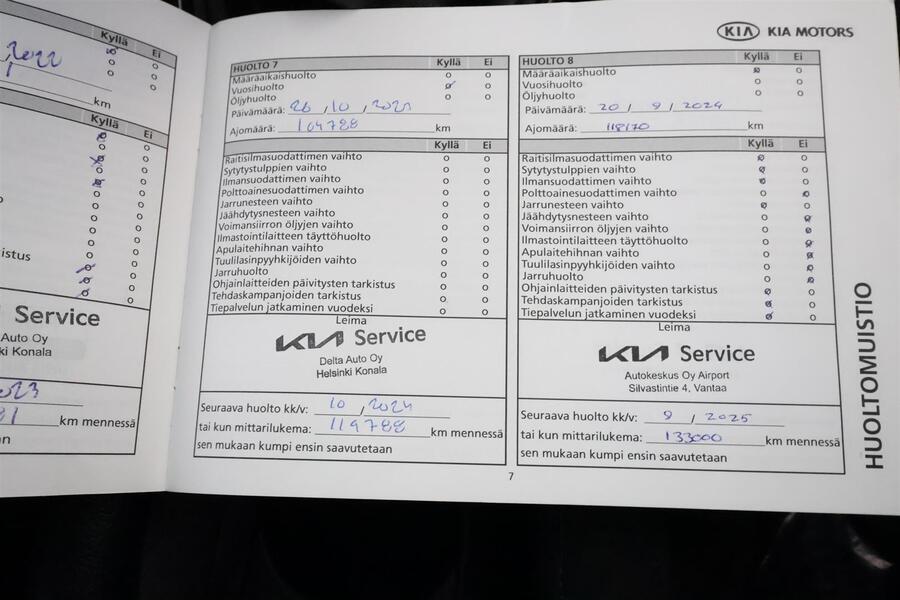 Kyllä Ei
2022
km
Kyllä Ei
istus
Service
Auto Oy
ki Konala
km mennessä
an
KIA KIA MOTORS
HUOLTO 7 Kyllä Ei
Määräaikaishuolto o o
Vuosihuolto o
Öljyhuolto o o
Päivämäärä: 26 / 10 / 2023
Ajomäärä: 104788 km
Kyllä Ei
Raitisilmasuodattimen vaihto o o
Sytytystulppien vaihto o o
Ilmansuodattimen vaihto o o
Polttoainesuodattimen vaihto o o
Jarrunesteen vaihto o o
Jäähdytysnesteen vaihto o o
Voimansiirron öljyjen vaihto o o
Ilmastointilaitteen täyttöhuolto o o
Apulaitehihnan vaihto o o
Tuulilasinpyyhkijöiden vaihto o o
Jarruhuolto o o
Ohjainlaitteiden päivitysten tarkistus o o
Tehdaskampanjoiden tarkistus o o
Tiepalvelun jatkaminen vuodeksi o o
Leima
KIA Service
Delta Auto Oy
Helsinki Konala
Seuraava huolto kk/v: 10 / 2024
tai kun mittarilukema: 119788 km mennessä
sen mukaan kumpi ensin saavutetaan
HUOLTO 8 Kyllä Ei
Määräaikaishuolto o
Vuosihuolto o o
Öljyhuolto o o
Päivämäärä: 20 / 9 / 2024
Ajomäärä: 118170 km
Kyllä Ei
Raitisilmasuodattimen vaihto o
Sytytystulppien vaihto o
Ilmansuodattimen vaihto o
Polttoainesuodattimen vaihto o
Jarrunesteen vaihto o
Jäähdytysnesteen vaihto o
Voimansiirron öljyjen vaihto o
Ilmastointilaitteen täyttöhuolto o
Apulaitehihnan vaihto o
Tuulilasinpyyhkijöiden vaihto o
Jarruhuolto o
Ohjainlaitteiden päivitysten tarkistus o
Tehdaskampanjoiden tarkistus o
Tiepalvelun jatkaminen vuodeksi o
Leima
KIA Service
Autokeskus Oy Airport
Silvastintie 4, Vantaa
Seuraava huolto kk/v: 9 / 2025
tai kun mittarilukema: 133000 km mennessä
sen mukaan kumpi ensin saavutetaan
HUOLTOMUISTIO
7